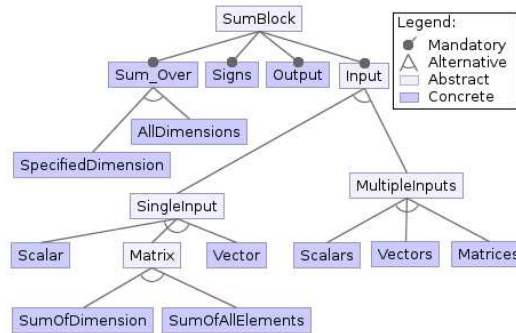 SumBlock
Legend:
Mandatory
Alternative
Abstract
Concrete
Sum_Over
Signs
Output
Input
AllDimensions
SpecifiedDimension
SingleInput
MultipleInputs
Scalar
Matrix
Vector
Scalars
Vectors
Matrices
SumOfDimension
SumOfAllElements